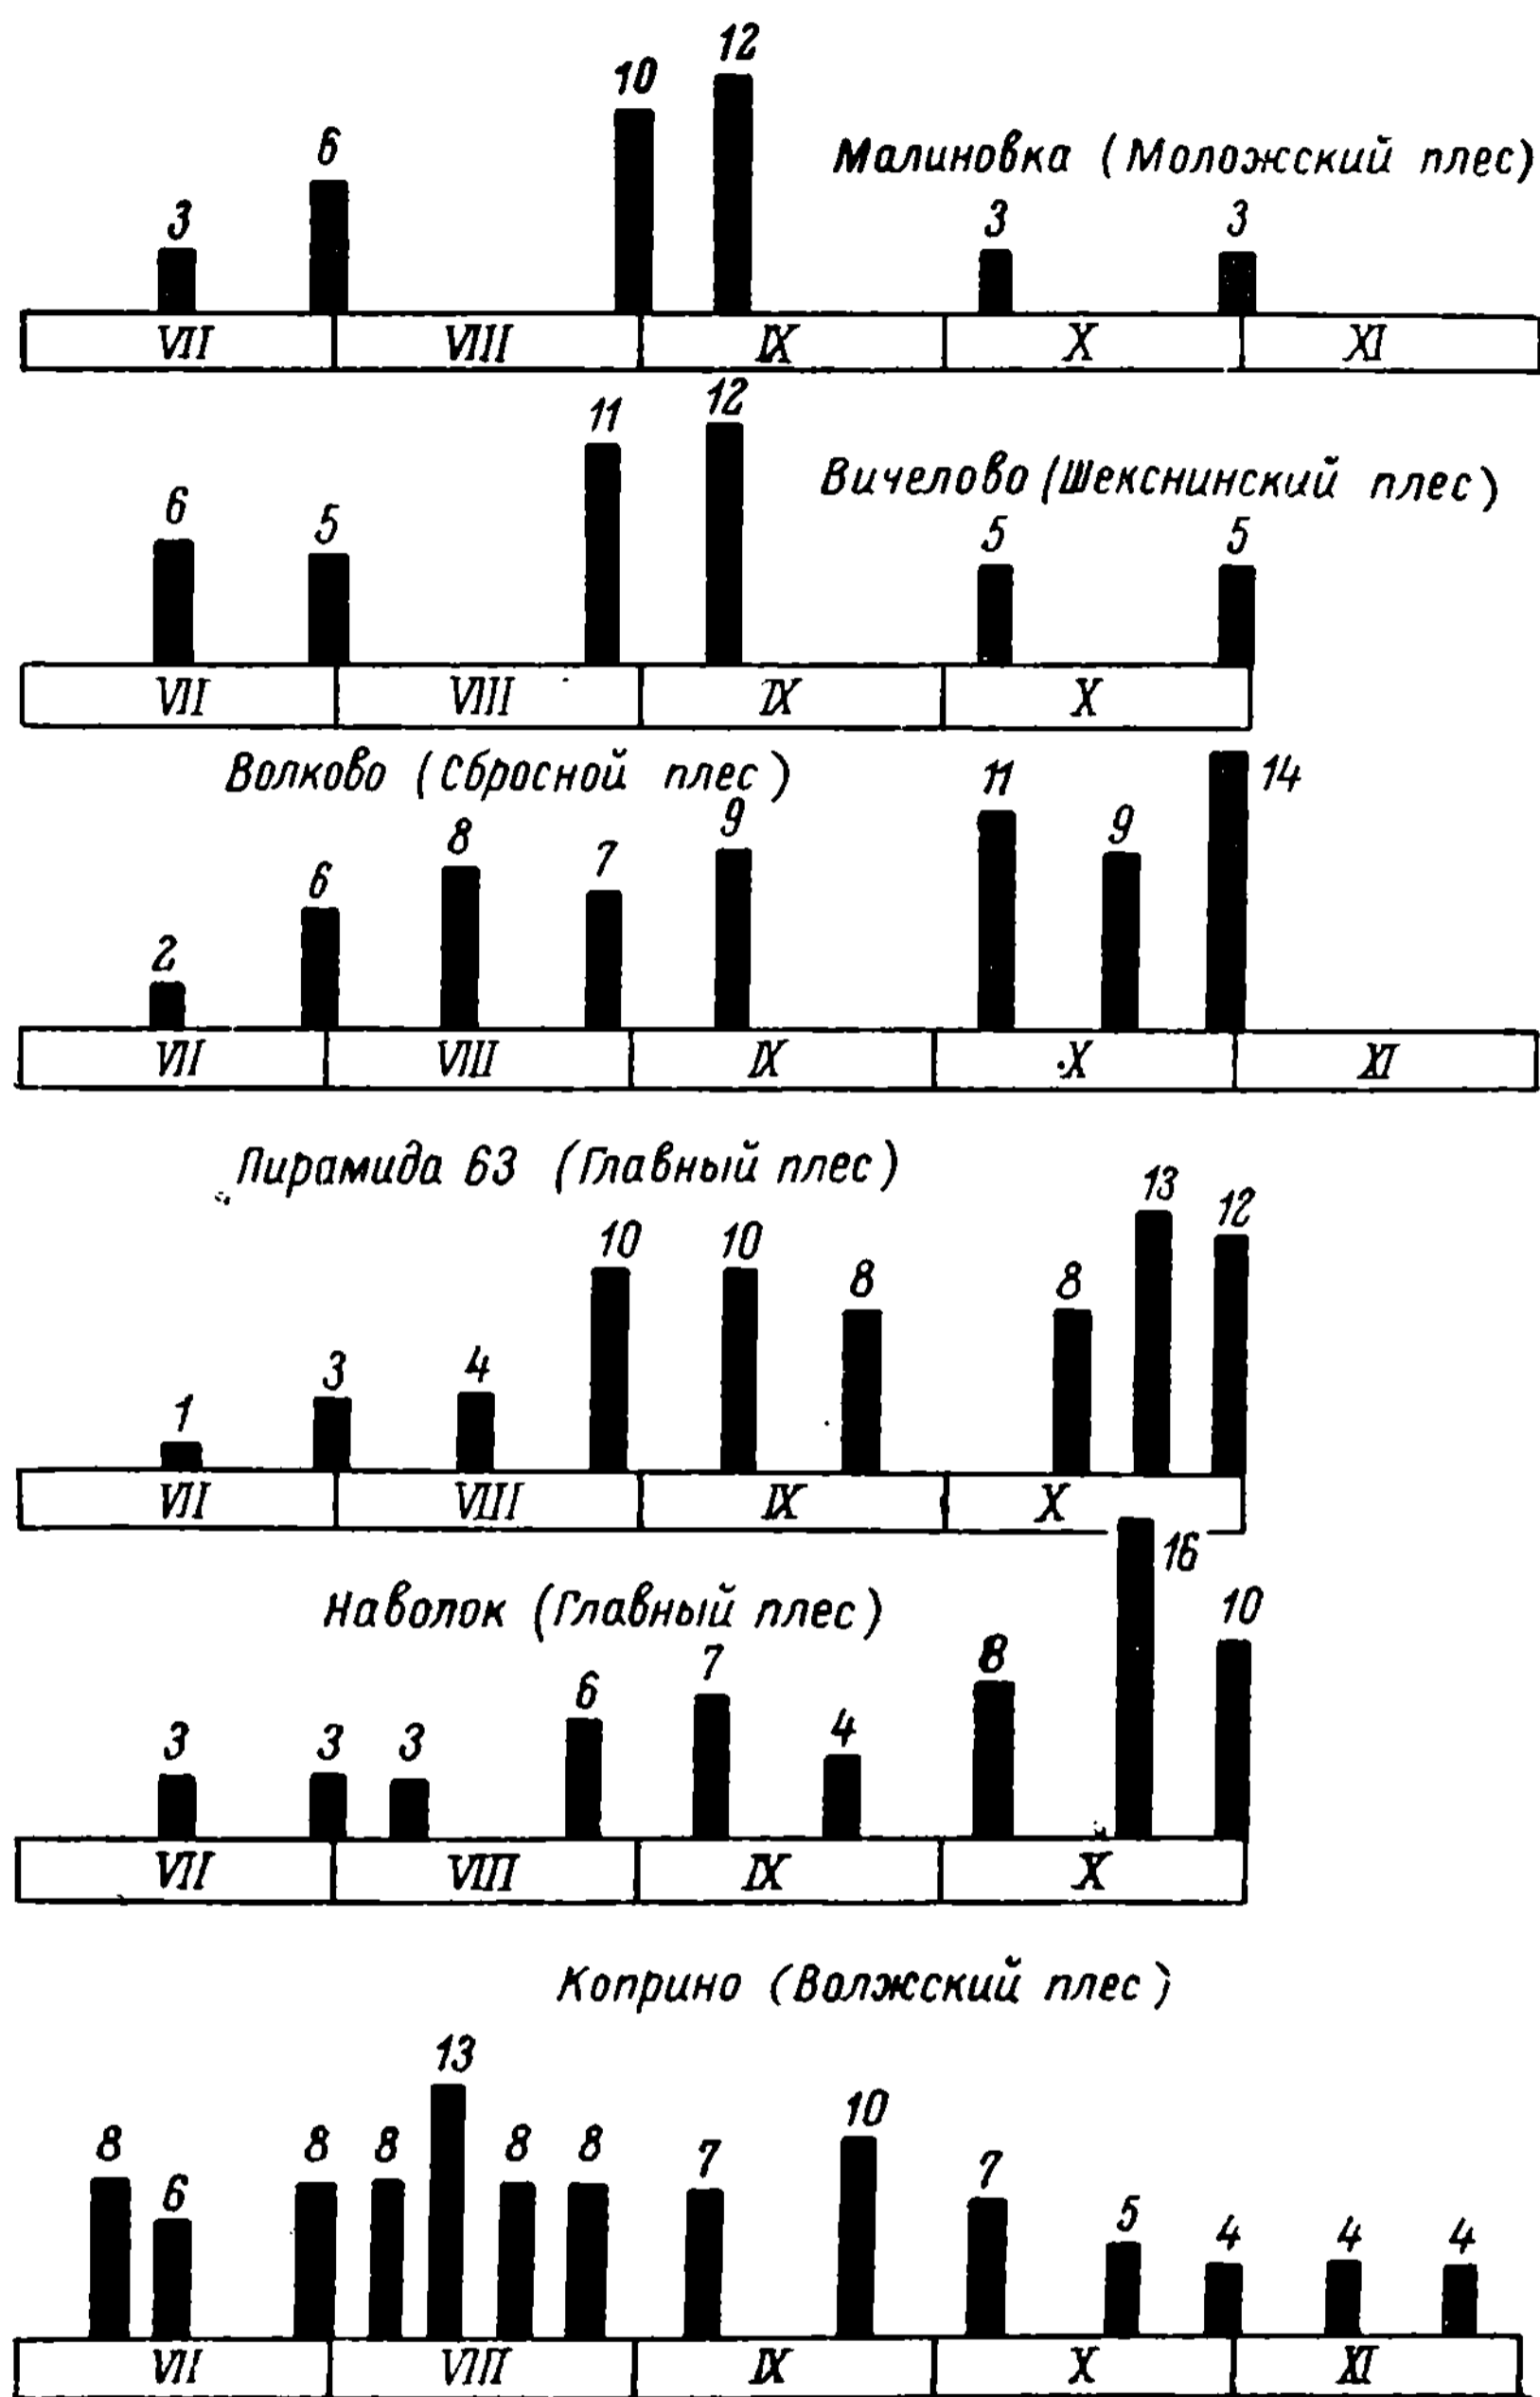 12
10
6
Малиновка (Моложский плес)
3 3 3
VII VIII IX X XI
12
11
Вичелово (Шекснинский плес)
6 5 5 5
VII VIII IX X
Волково (Сбросной плес)
11 14
9 9
8 7
6
2
VII VIII IX X XI
Пирамида 63 (Главный плес)
13 12
10 10
8 8
3 4
1
VII VIII IX X
16
Наволок (Главный плес)
10
8
7
6
4
3 3 3
VII VIII IX X
Коприно (Волжский плес)
13
10
8 8 8 8 8
7 7
6
5
4 4 4
VII VIII IX X XI